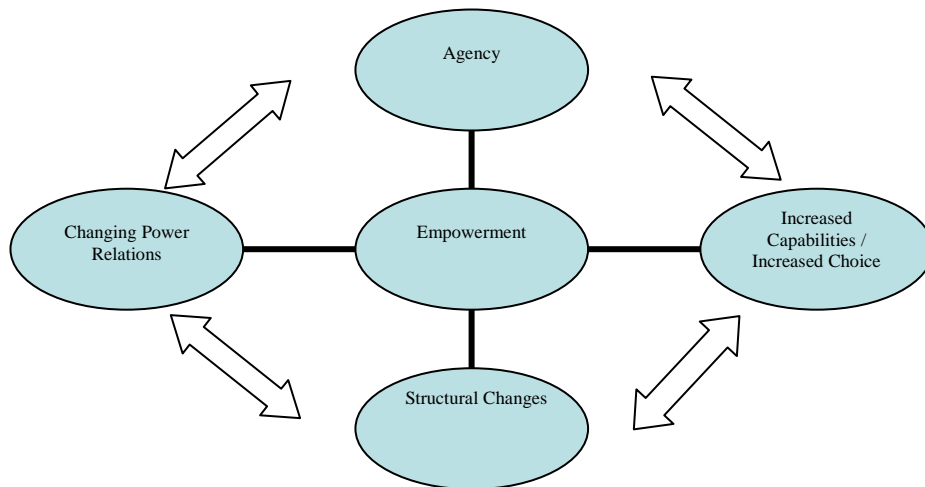 Agency
Changing Power
Relations
Empowerment
Increased
Capabilities /
Increased Choice
Structural Changes